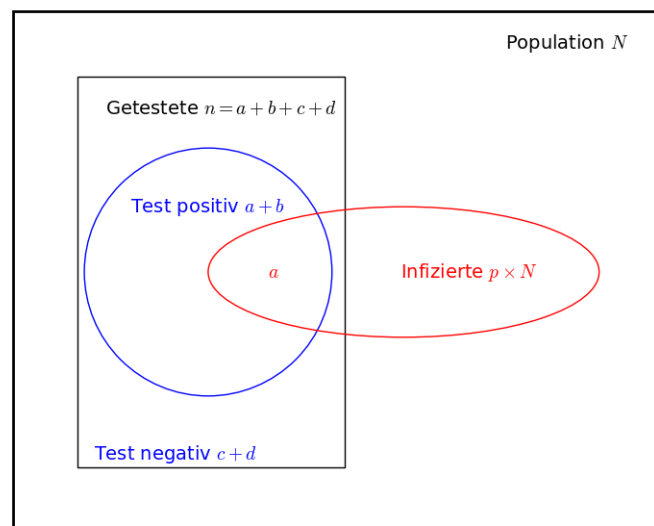 Population N
Getestete n = a + b + c + d
Test positiv a + b
a
Infizierte p × N
Test negativ c + d